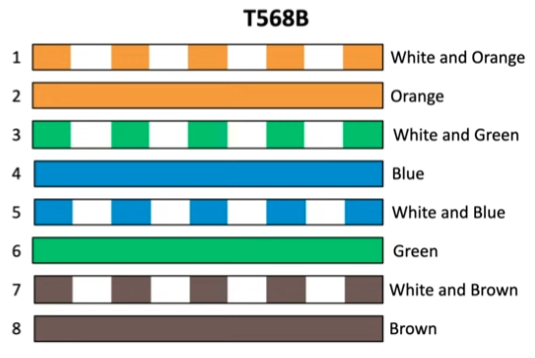 T568B
1 White and Orange
2 Orange
3 White and Green
4 Blue
5 White and Blue
6 Green
7 White and Brown
8 Brown